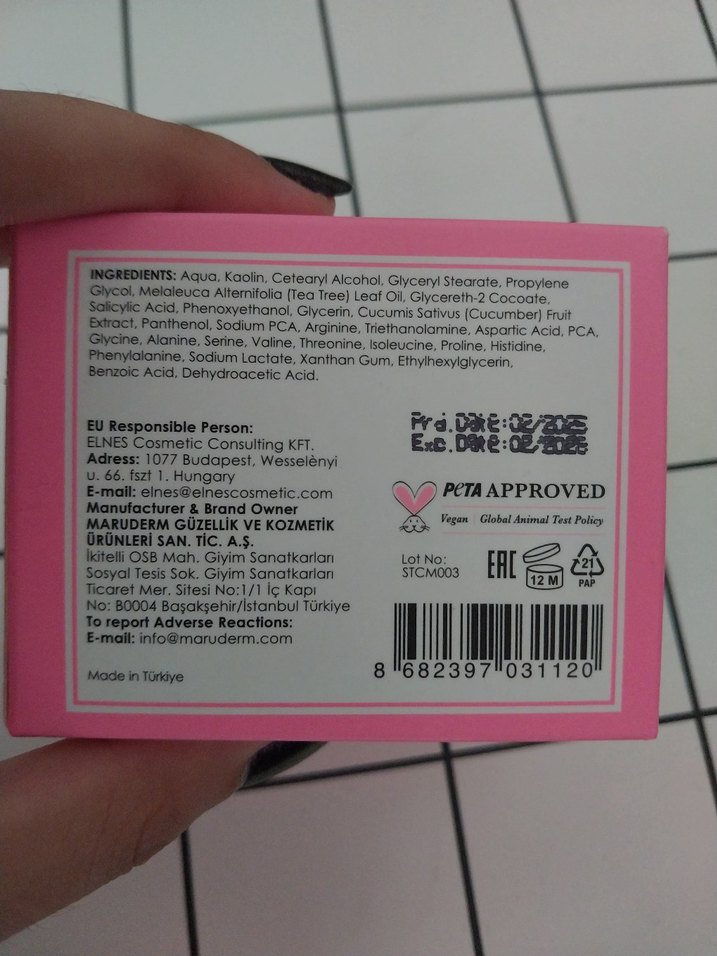 INGREDIENTS: Aqua, Kaolin, Cetearyl Alcohol, Glyceryl Stearate, Propylene
Glycol, Melaleuca Alternifolia (Tea Tree) Leaf Oil, Glycereth-2 Cocoate,
Salicylic Acid, Phenoxyethanol, Glycerin, Cucumis Sativus (Cucumber) Fruit
Extract, Panthenol, Sodium PCA, Arginine, Triethanolamine, Aspartic Acid, PCA,
Glycine, Alanine, Serine, Valine, Threonine, Isoleucine, Proline, Histidine,
Phenylalanine, Sodium Lactate, Xanthan Gum, Ethylhexylglycerin,
Benzoic Acid, Dehydroacetic Acid.
EU Responsible Person:
ELNES Cosmetic Consulting KFT.
Adress: 1077 Budapest, Wesselènyi
u. 66. fszt 1. Hungary
E-mail: elnes@elnescosmetic.com
Manufacturer & Brand Owner
MARUDERM GÜZELLİK VE KOZMETİK
ÜRÜNLERİ SAN. TİC. A.Ş.
İkitelli OSB Mah. Giyim Sanatkarları
Sosyal Tesis Sok. Giyim Sanatkarları
Ticaret Mer. Sitesi No:1/1 İç Kapı
No: B0004 Başakşehir/İstanbul Türkiye
To report Adverse Reactions:
E-mail: info@maruderm.com
Made in Türkiye
Prd. Date:02/2025
Exp. Date:02/2028
PETA APPROVED
Vegan | Global Animal Test Policy
Lot No:
STCM003
EAC
12 M
21
PAP
8 682397 031120